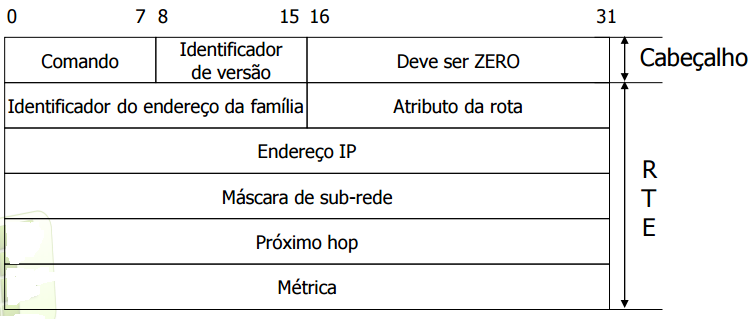 0 7 8 15 16 31
Comando
Identificador
de versão
Deve ser ZERO
Cabeçalho
Identificador do endereço da família
Atributo da rota
Endereço IP
Máscara de sub-rede
Próximo hop
Métrica
R
T
E